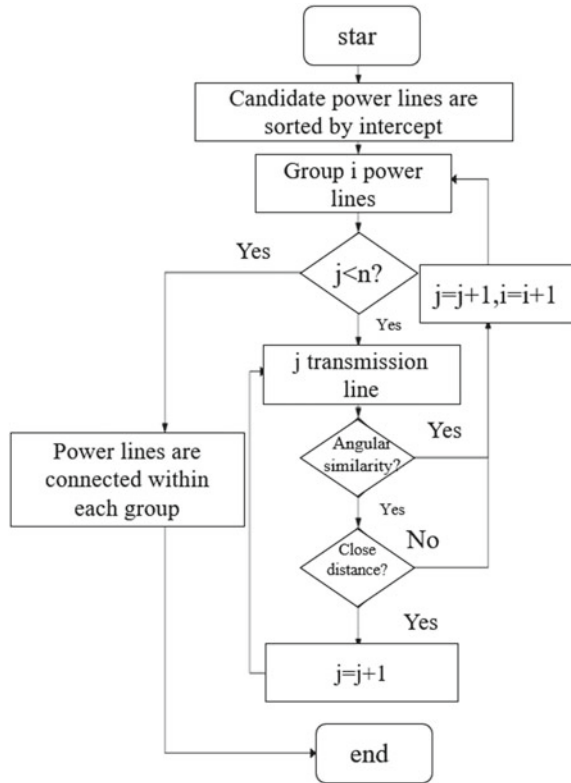 star
Candidate power lines are
sorted by intercept
Group i power
lines
Yes
j<n?
j=j+1,i=i+1
Yes
j transmission
line
Angular
similarity?
Yes
Power lines are
connected within
each group
Yes
Close
distance?
No
Yes
j=j+1
end